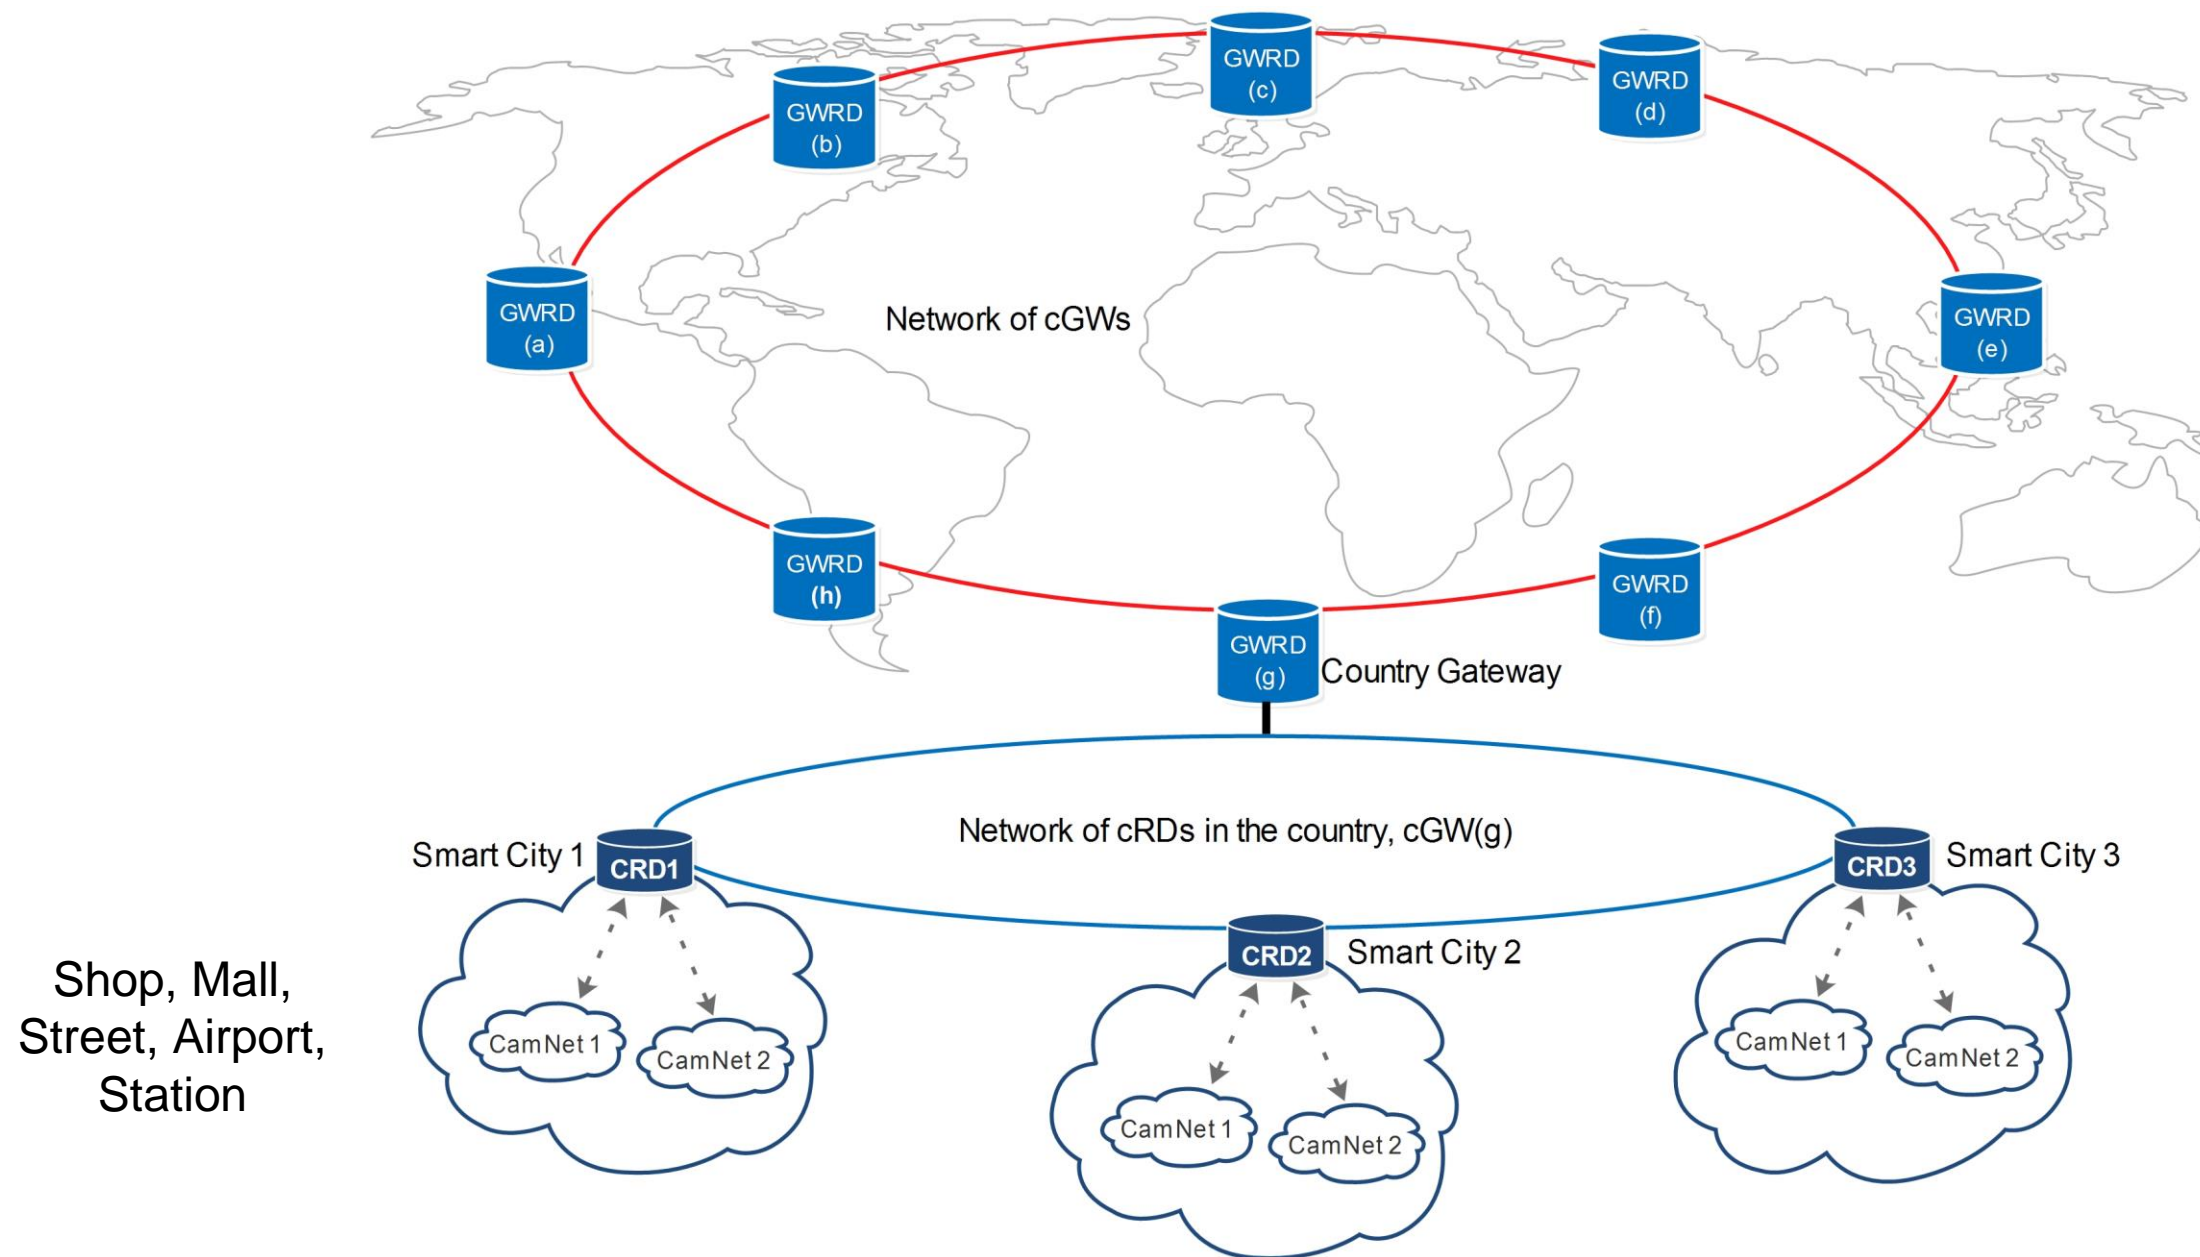 GWRD
(c)
GWRD
(d)
GWRD
(b)
GWRD
(a)
Network of cGWs
GWRD
(e)
GWRD
(h)
GWRD
(f)
GWRD
(g)
Country Gateway
Network of cRDs in the country, cGW(g)
Smart City 1
CRD1
CRD3
Smart City 3
CRD2
Smart City 2
Shop, Mall,
Street, Airport,
Station
CamNet 1
CamNet 2
CamNet 1
CamNet 2
CamNet 1
CamNet 2